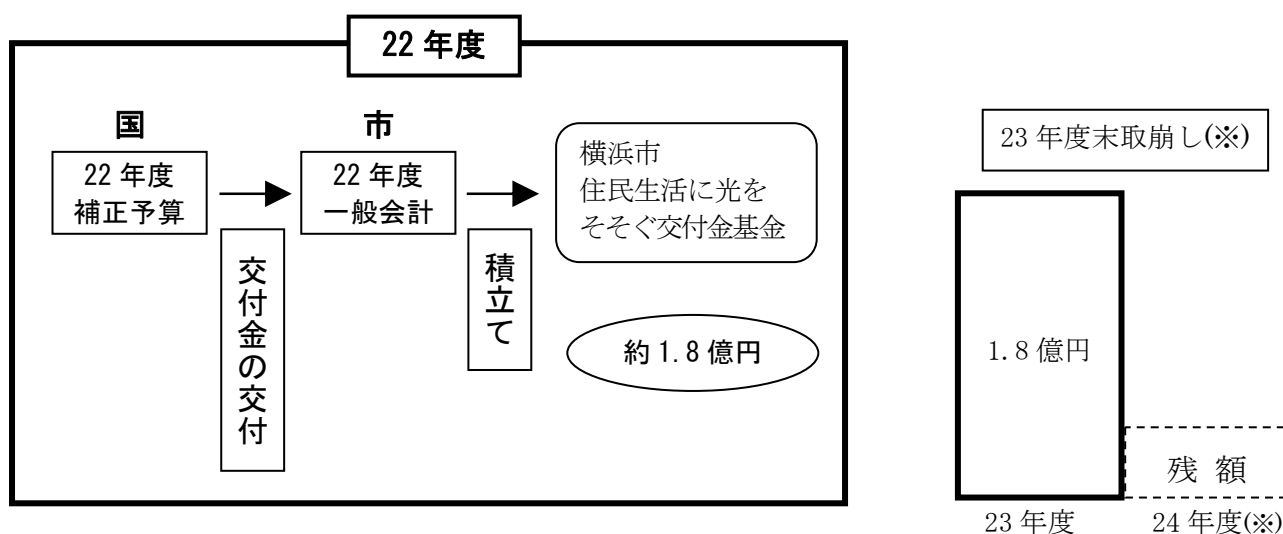 22 年度
国
市
22 年度
補正予算
22 年度
一般会計
横浜市
住民生活に光を
そそぐ交付金基金
交付金の交付
積立て
約 1.8 億円
23 年度末取崩し(※)
1.8 億円
残 額
23 年度
24 年度(※)